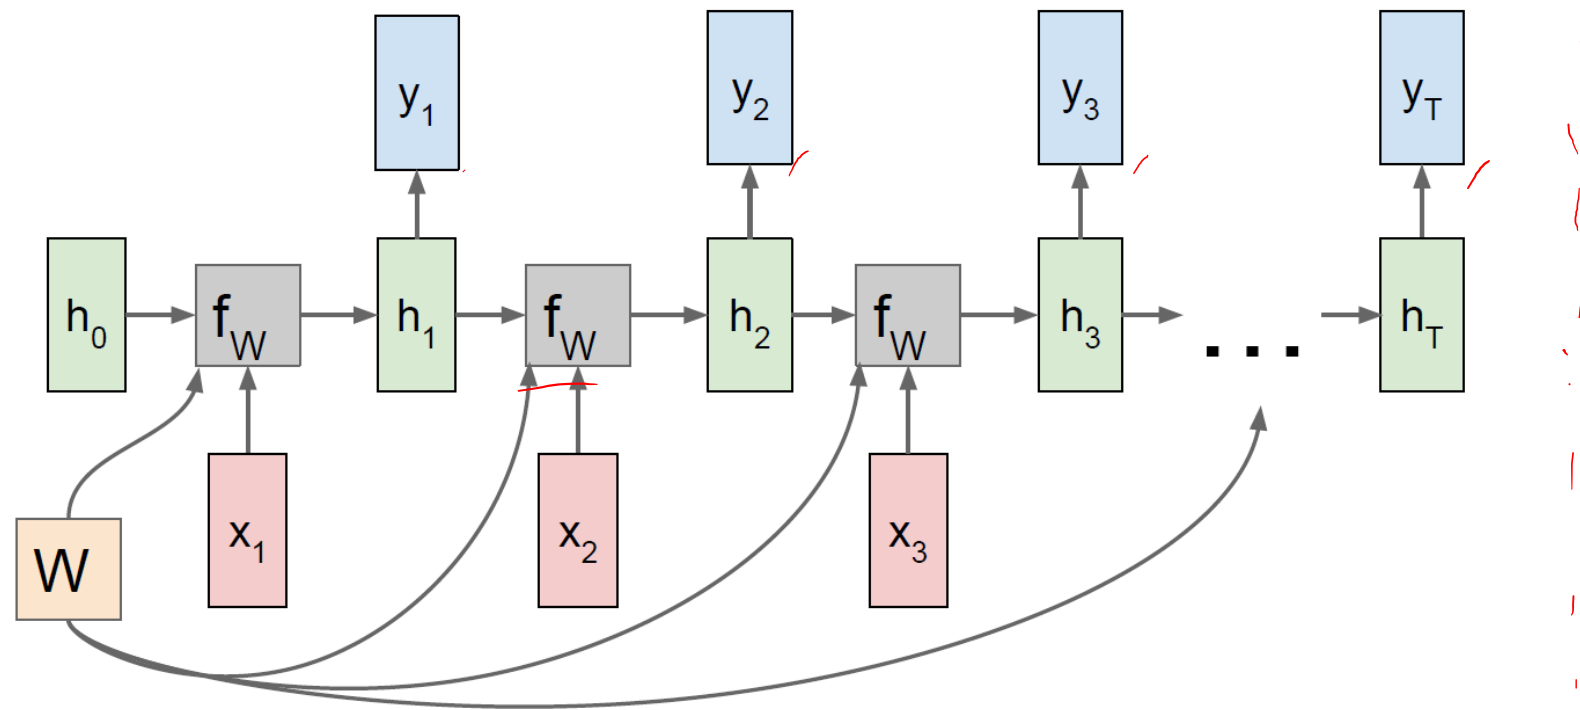 y1 y2 y3 yT
h0 fW h1 fW h2 fW h3 ... hT
W x1 x2 x3